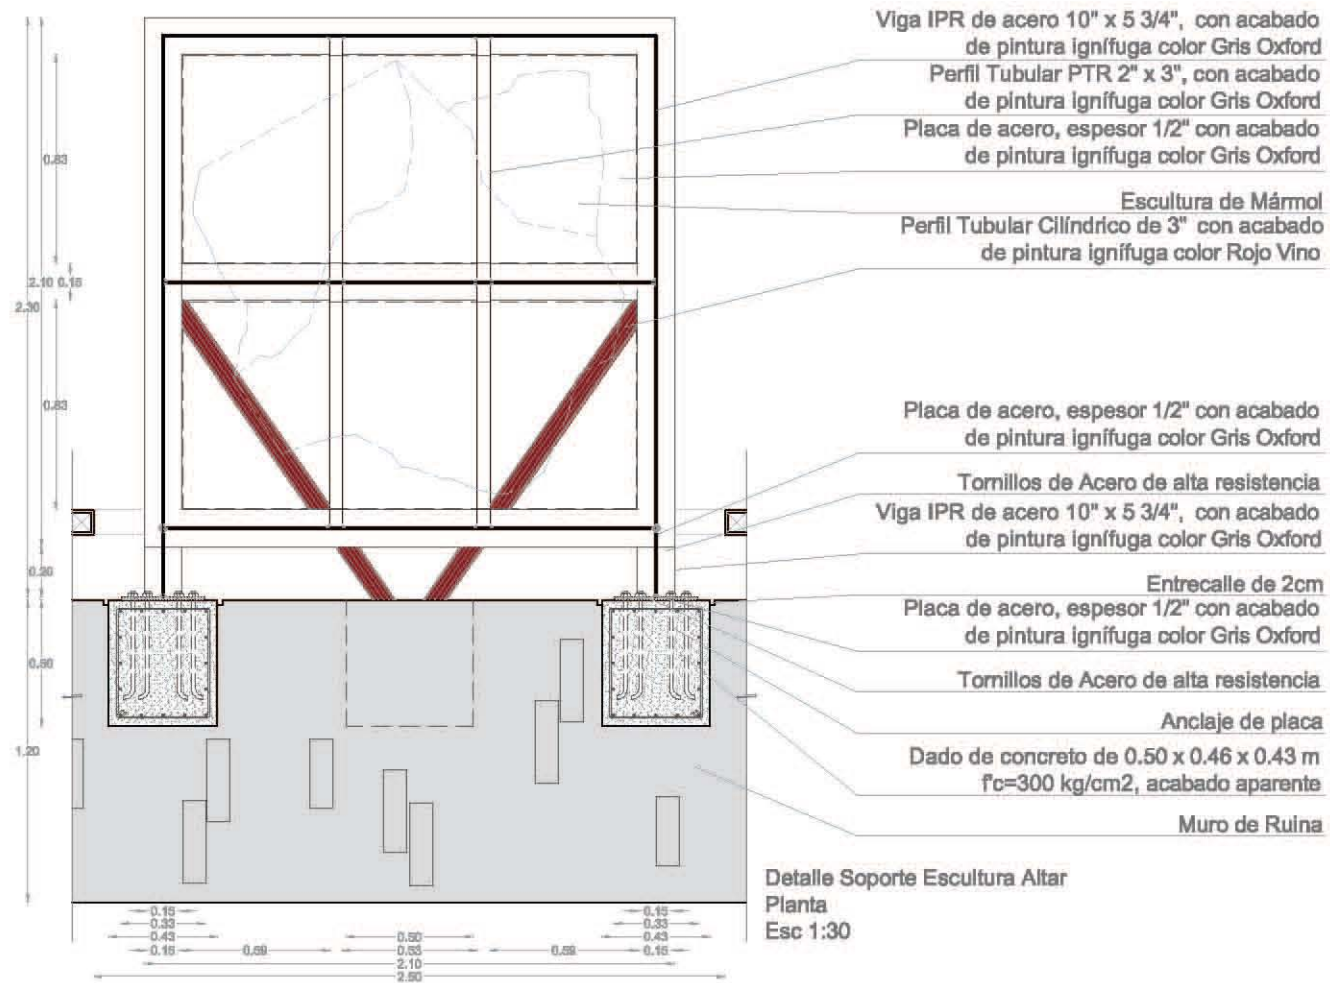 Viga IPR de acero 10" x 5 3/4", con acabado
de pintura ignífuga color Gris Oxford
Perfil Tubular PTR 2" x 3", con acabado
de pintura ignífuga color Gris Oxford
Placa de acero, espesor 1/2" con acabado
de pintura ignífuga color Gris Oxford
Escultura de Mármol
Perfil Tubular Cilíndrico de 3" con acabado
de pintura ignífuga color Rojo Vino
Placa de acero, espesor 1/2" con acabado
de pintura ignífuga color Gris Oxford
Tornillos de Acero de alta resistencia
Viga IPR de acero 10" x 5 3/4", con acabado
de pintura ignífuga color Gris Oxford
Entrecalle de 2cm
Placa de acero, espesor 1/2" con acabado
de pintura ignífuga color Gris Oxford
Tornillos de Acero de alta resistencia
Anclaje de placa
Dado de concreto de 0.50 x 0.46 x 0.43 m
f'c=300 kg/cm2, acabado aparente
Muro de Ruina
Detalle Soporte Escultura Altar
Planta
Esc 1:30
0.83
2.10 0.15
2.30
0.83
0.20
1.20
0.15 0.15
0.33 0.33
0.43 0.50 0.43
0.15 0.59 0.53 0.59 0.15
2.10